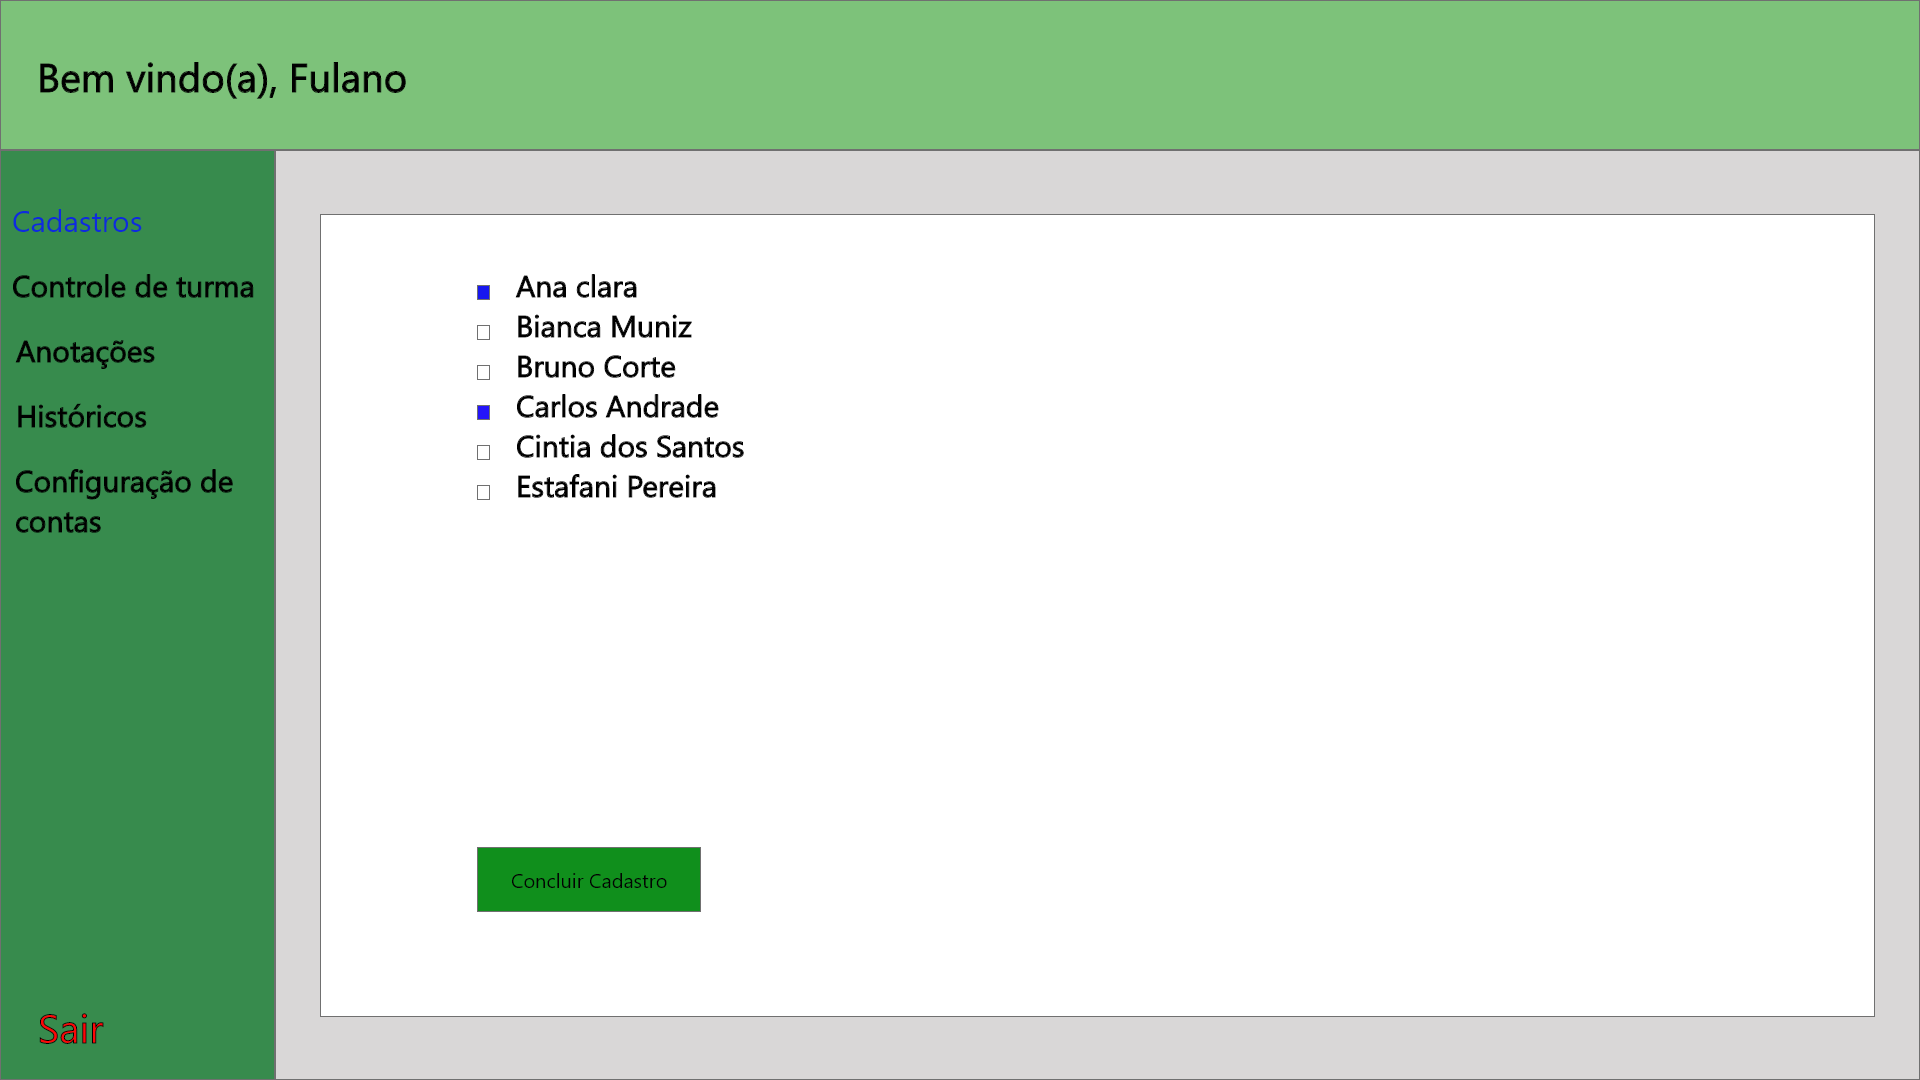 Bem vindo(a), Fulano
Cadastros
Controle de turma
Anotações
Históricos
Configuração de
contas
Sair
Ana clara
Bianca Muniz
Bruno Corte
Carlos Andrade
Cintia dos Santos
Estafani Pereira
Concluir Cadastro